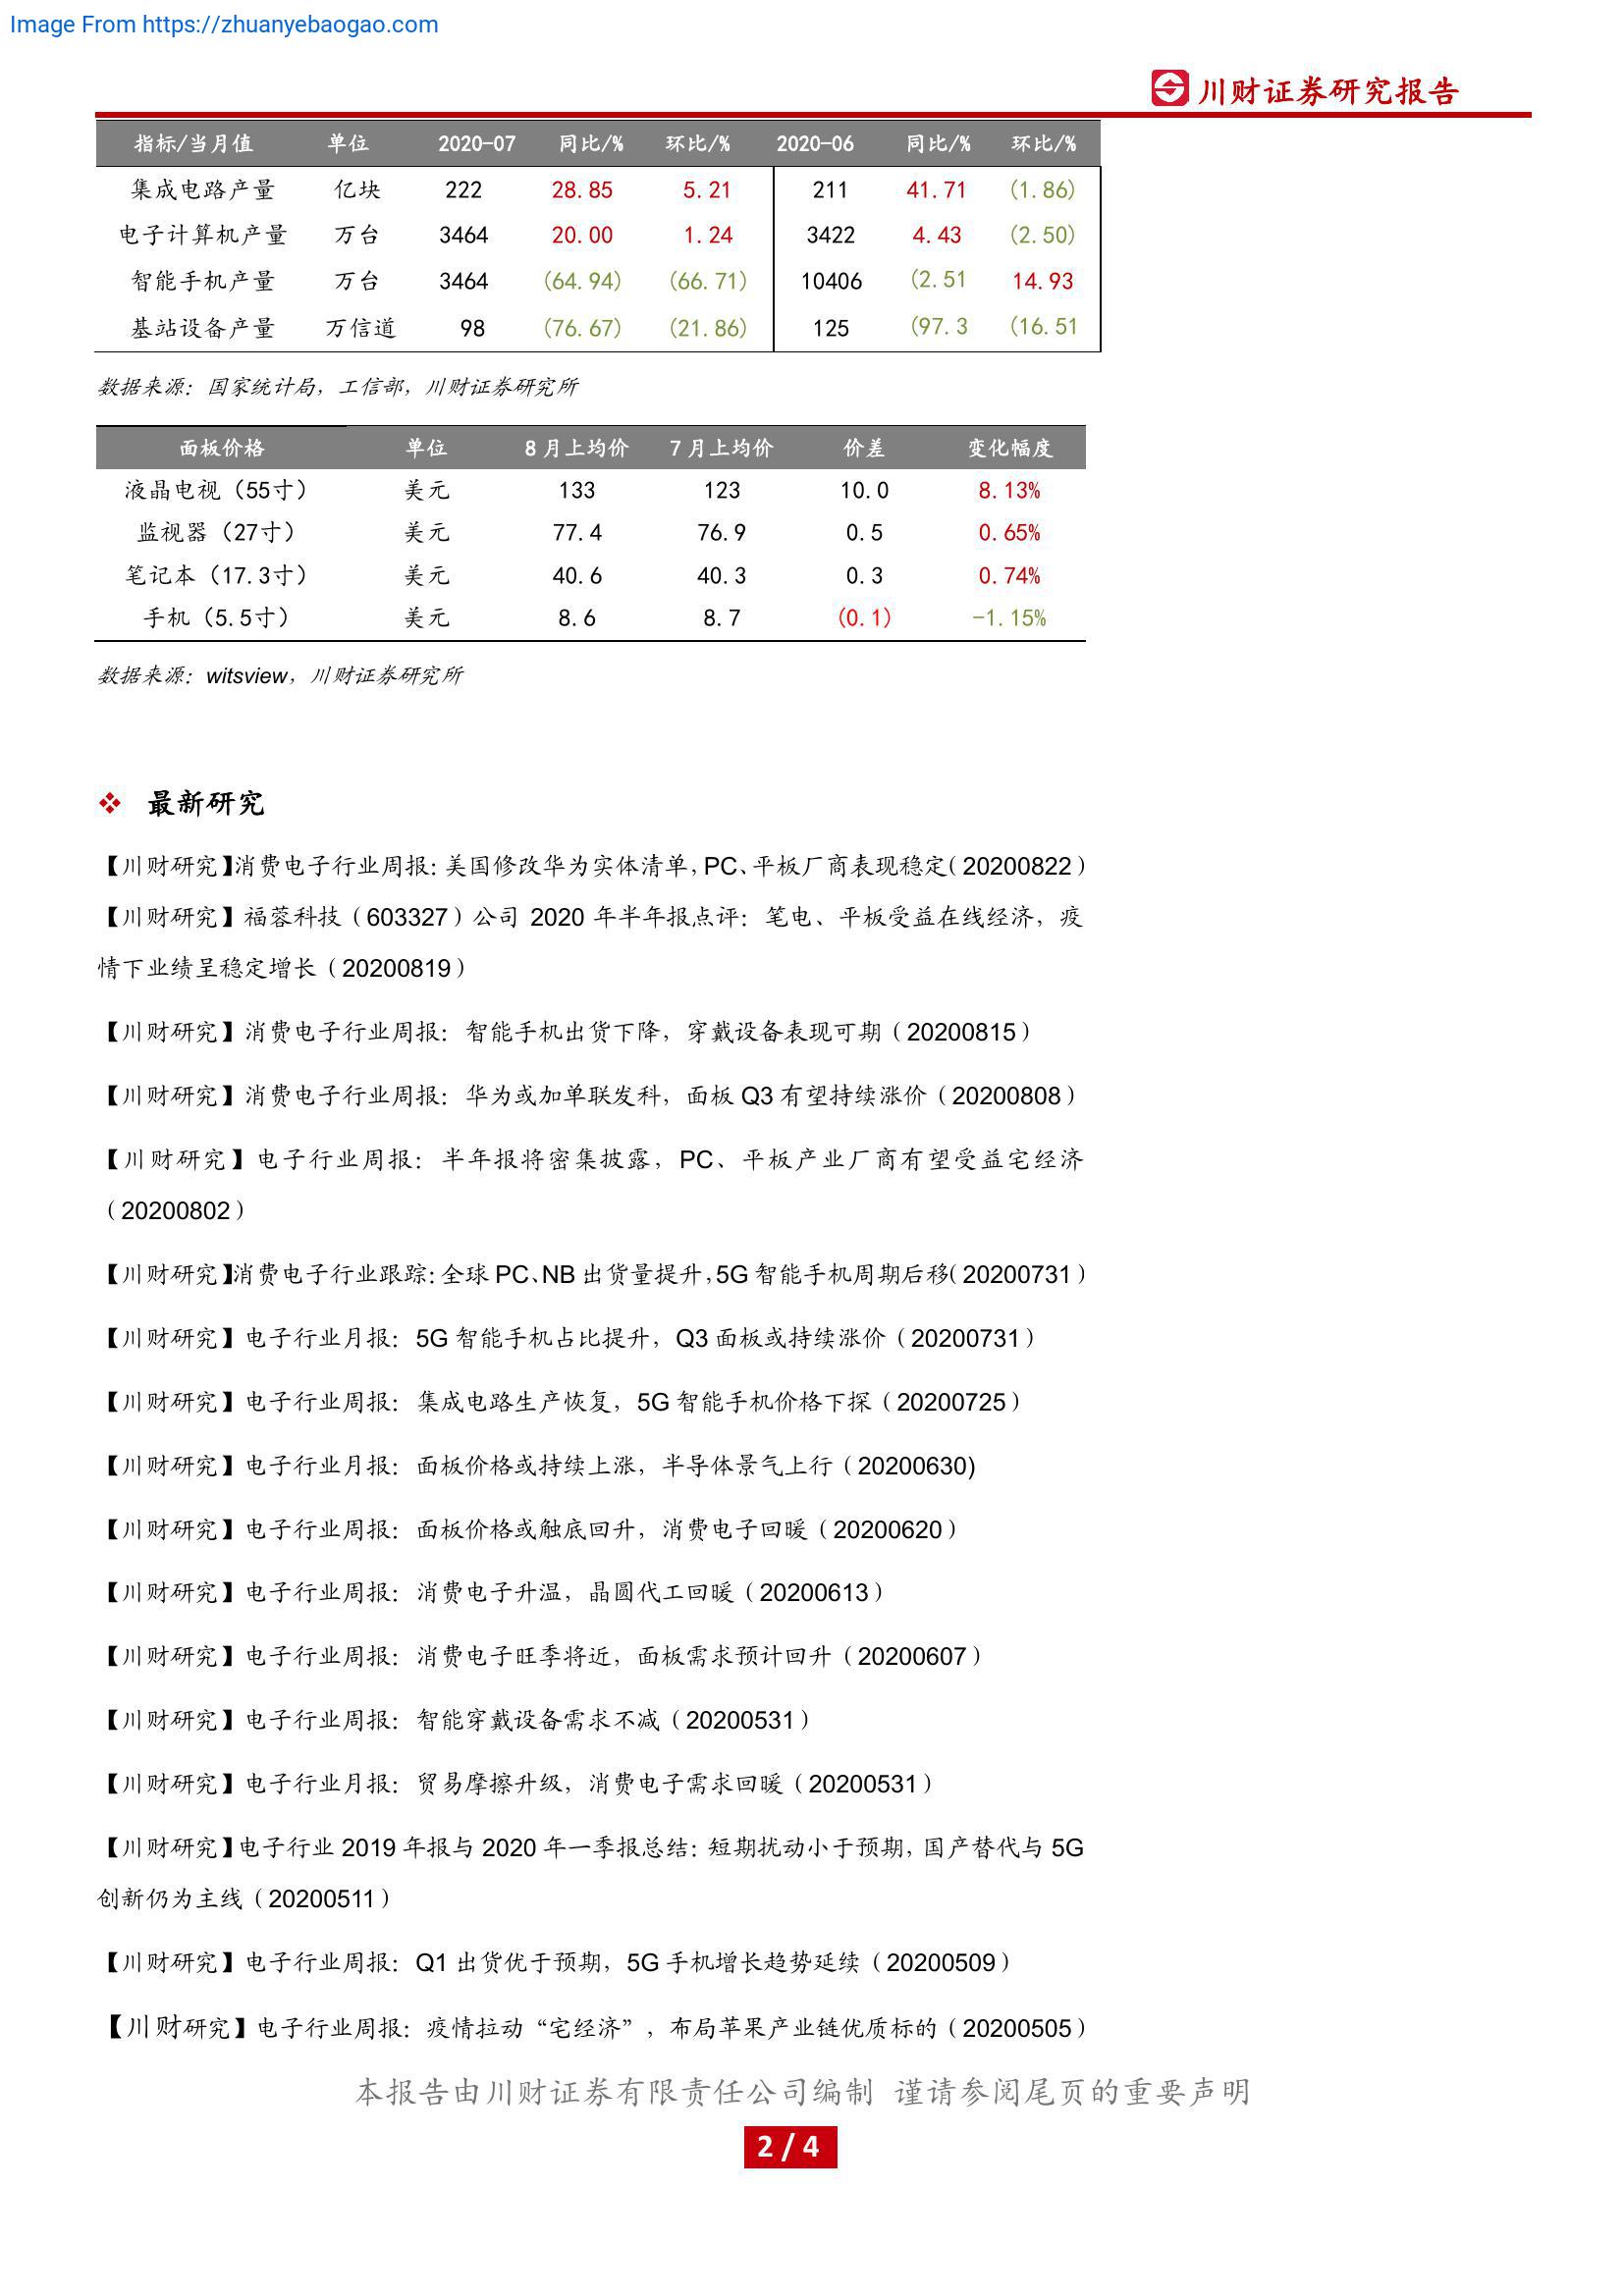 Image From https://zhuanyebaogao.com
川财证券研究报告
指标/当月值 单位 2020-07 同比/% 环比/% 2020-06 同比/% 环比/%
集成电路产量 亿块 222 28.85 5.21 211 41.71 (1.86)
电子计算机产量 万台 3464 20.00 1.24 3422 4.43 (2.50)
智能手机产量 万台 3464 (64.94) (66.71) 10406 (2.51 14.93
基站设备产量 万信道 98 (76.67) (21.86) 125 (97.3 (16.51
数据来源：国家统计局，工信部，川财证券研究所
面板价格 单位 8月上均价 7月上均价 价差 变化幅度
液晶电视（55寸） 美元 133 123 10.0 8.13%
监视器（27寸） 美元 77.4 76.9 0.5 0.65%
笔记本（17.3寸） 美元 40.6 40.3 0.3 0.74%
手机（5.5寸） 美元 8.6 8.7 (0.1) -1.15%
数据来源：witsview，川财证券研究所
❖ 最新研究
【川财研究】消费电子行业周报：美国修改华为实体清单，PC、平板厂商表现稳定（20200822）
【川财研究】福蓉科技（603327）公司 2020 年半年报点评：笔电、平板受益在线经济，疫
情下业绩呈稳定增长（20200819）
【川财研究】消费电子行业周报：智能手机出货下降，穿戴设备表现可期（20200815）
【川财研究】消费电子行业周报：华为或加单联发科，面板 Q3 有望持续涨价（20200808）
【川财研究】电子行业周报：半年报将密集披露，PC、平板产业厂商有望受益宅经济
（20200802）
【川财研究】消费电子行业跟踪：全球 PC、NB 出货量提升，5G 智能手机周期后移（20200731）
【川财研究】电子行业月报：5G 智能手机占比提升，Q3 面板或持续涨价（20200731）
【川财研究】电子行业周报：集成电路生产恢复，5G 智能手机价格下探（20200725）
【川财研究】电子行业月报：面板价格或持续上涨，半导体景气上行（20200630)
【川财研究】电子行业周报：面板价格或触底回升，消费电子回暖（20200620）
【川财研究】电子行业周报：消费电子升温，晶圆代工回暖（20200613）
【川财研究】电子行业周报：消费电子旺季将近，面板需求预计回升（20200607）
【川财研究】电子行业周报：智能穿戴设备需求不减（20200531）
【川财研究】电子行业月报：贸易摩擦升级，消费电子需求回暖（20200531）
【川财研究】电子行业 2019 年报与 2020 年一季报总结：短期扰动小于预期，国产替代与 5G
创新仍为主线（20200511）
【川财研究】电子行业周报：Q1 出货优于预期，5G 手机增长趋势延续（20200509）
【川财研究】电子行业周报：疫情拉动“宅经济”，布局苹果产业链优质标的（20200505）
本报告由川财证券有限责任公司编制 谨请参阅尾页的重要声明
2 / 4